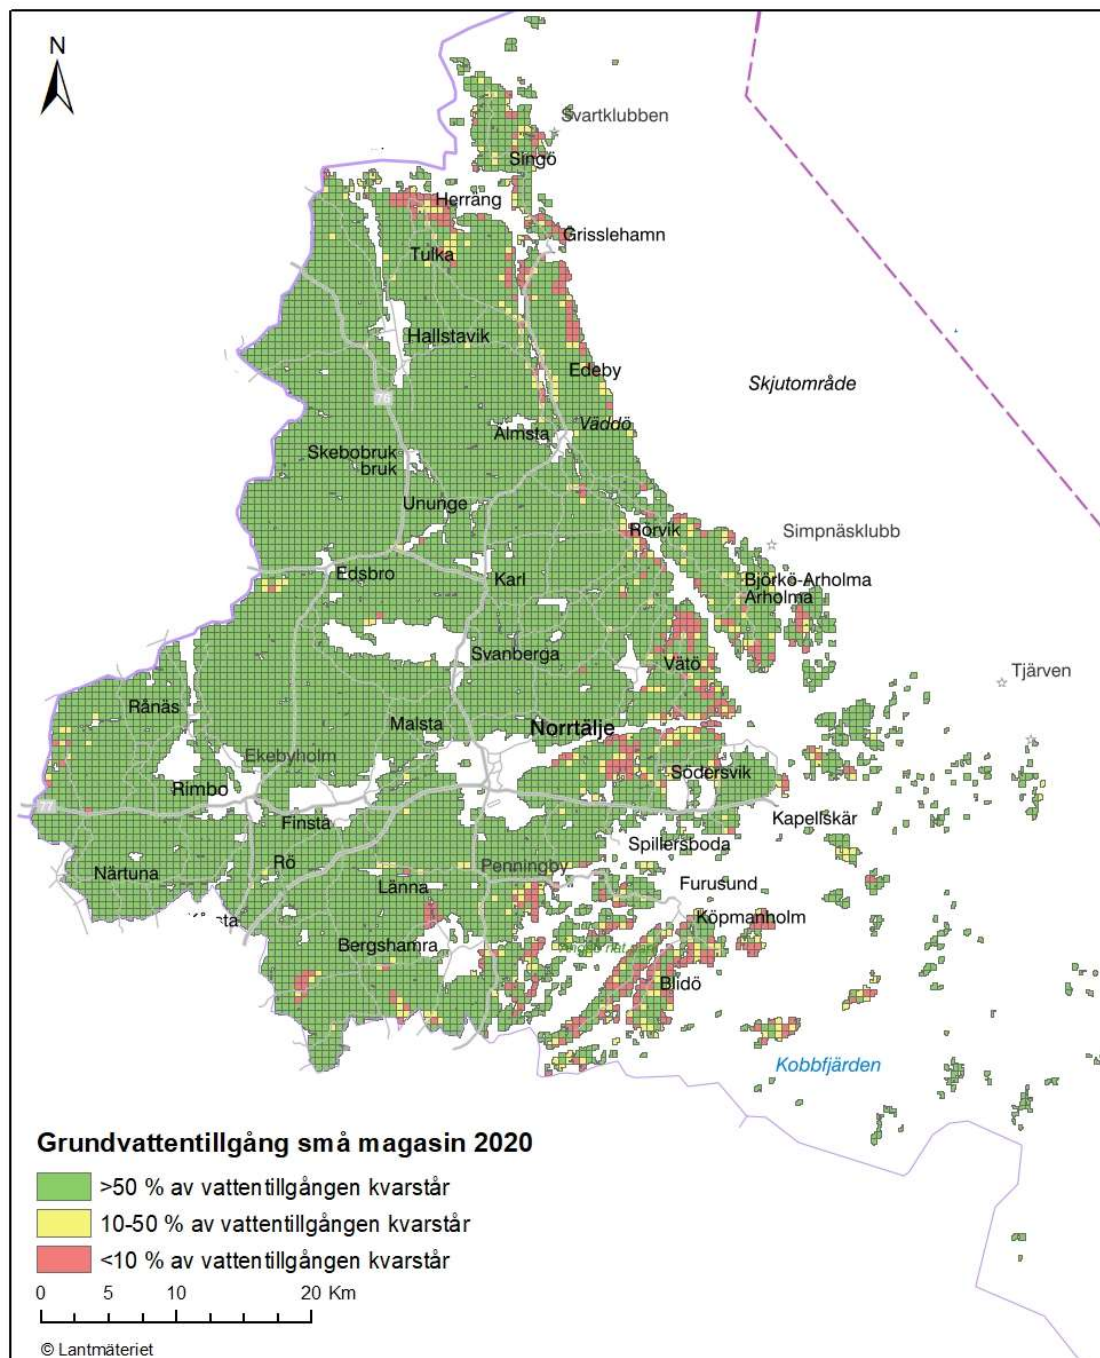 N
Svartklubben
Singö
Herräng
Grisslehamn
Tulka
Hallstavik
Edeby
Skjutområde
76
Väddö
Älmsta
Skebobruk
bruk
Ununge
Rörvik
Simpnäsklubb
Edsbro
Karl
Björkö-Arholma
Arholma
Svanberga
Vätö
Tjärven
Rånäs
Malsta
Norrtälje
Ekebyholm
Södersvik
Rimbo
77
Finsta
Kapellskär
Spillersboda
Rö
Penningby
Närtuna
Länna
Furusund
Köpmanholm
Bergshamra
Blidö
Kobbfjärden
Grundvattentillgång små magasin 2020
>50 % av vattentillgången kvarstår
10-50 % av vattentillgången kvarstår
<10 % av vattentillgången kvarstår
0 5 10 20 Km
© Lantmäteriet